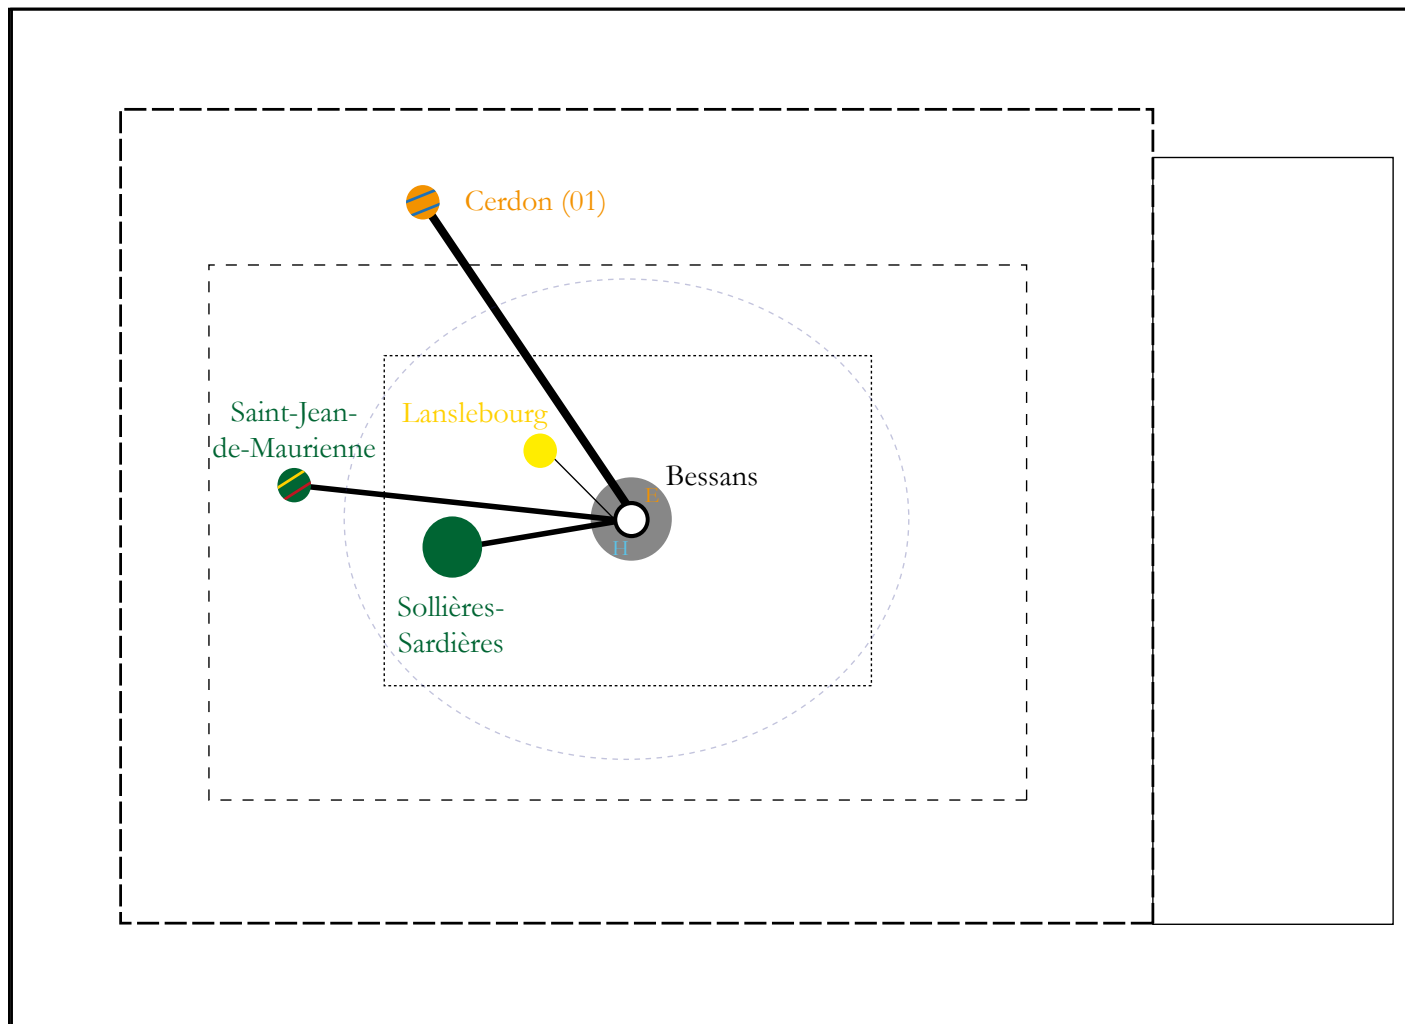 Cerdon (01)
Saint-Jean-
de-Maurienne
Lanslebourg
Bessans
E
H
Sollières-
Sardières